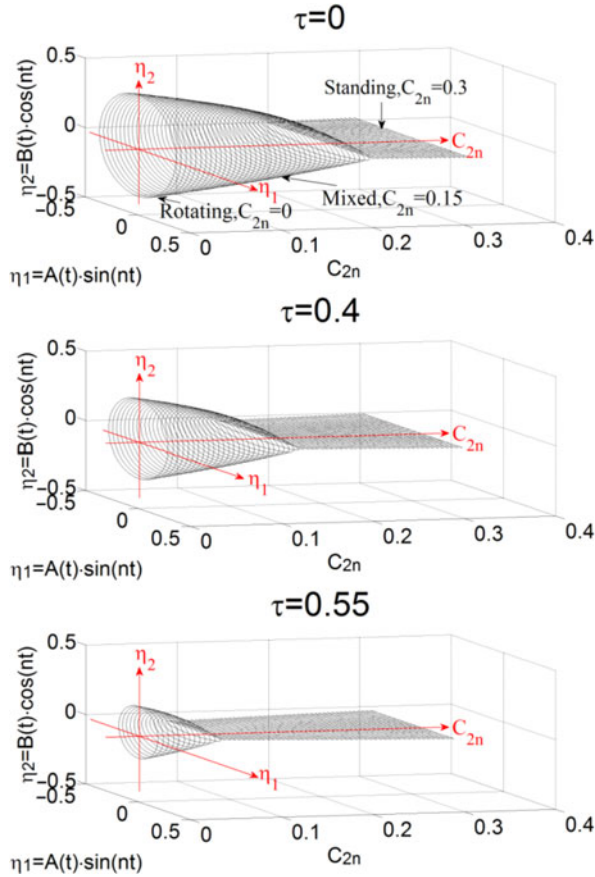 τ=0
0.5
η2=B(t)·cos(nt)
η₂
Standing,C₂ₙ=0.3
0
C₂ₙ
η₁
−0.5
−0.5
Rotating,C₂ₙ=0
Mixed,C₂ₙ=0.15
0
0.5
0
0.1
0.2
0.3
0.4
η1=A(t)·sin(nt)
C₂ₙ
τ=0.4
0.5
η2=B(t)·cos(nt)
η₂
0
C₂ₙ
η₁
−0.5
−0.5
0
0.5
0
0.1
0.2
0.3
0.4
η1=A(t)·sin(nt)
C₂ₙ
τ=0.55
0.5
η2=B(t)·cos(nt)
η₂
0
C₂ₙ
η₁
−0.5
−0.5
0
0.5
0
0.1
0.2
0.3
0.4
η1=A(t)·sin(nt)
C₂ₙ